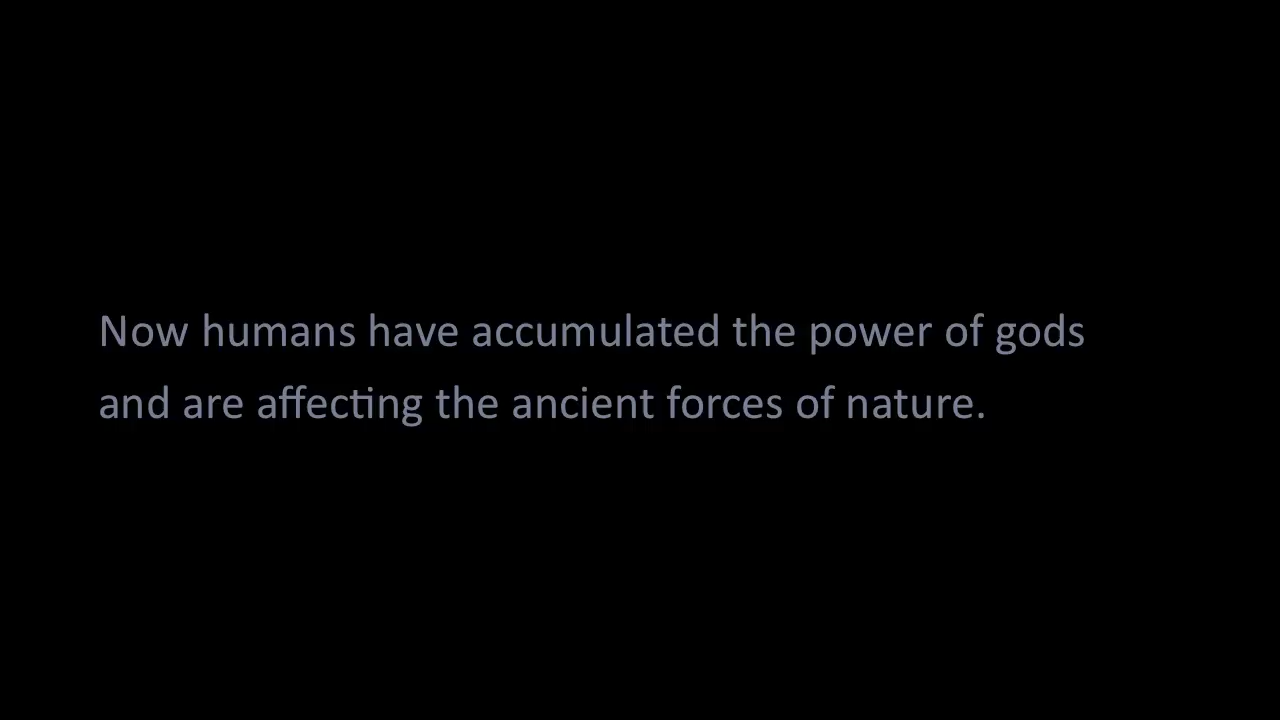 Now humans have accumulated the power of gods
and are affecting the ancient forces of nature.